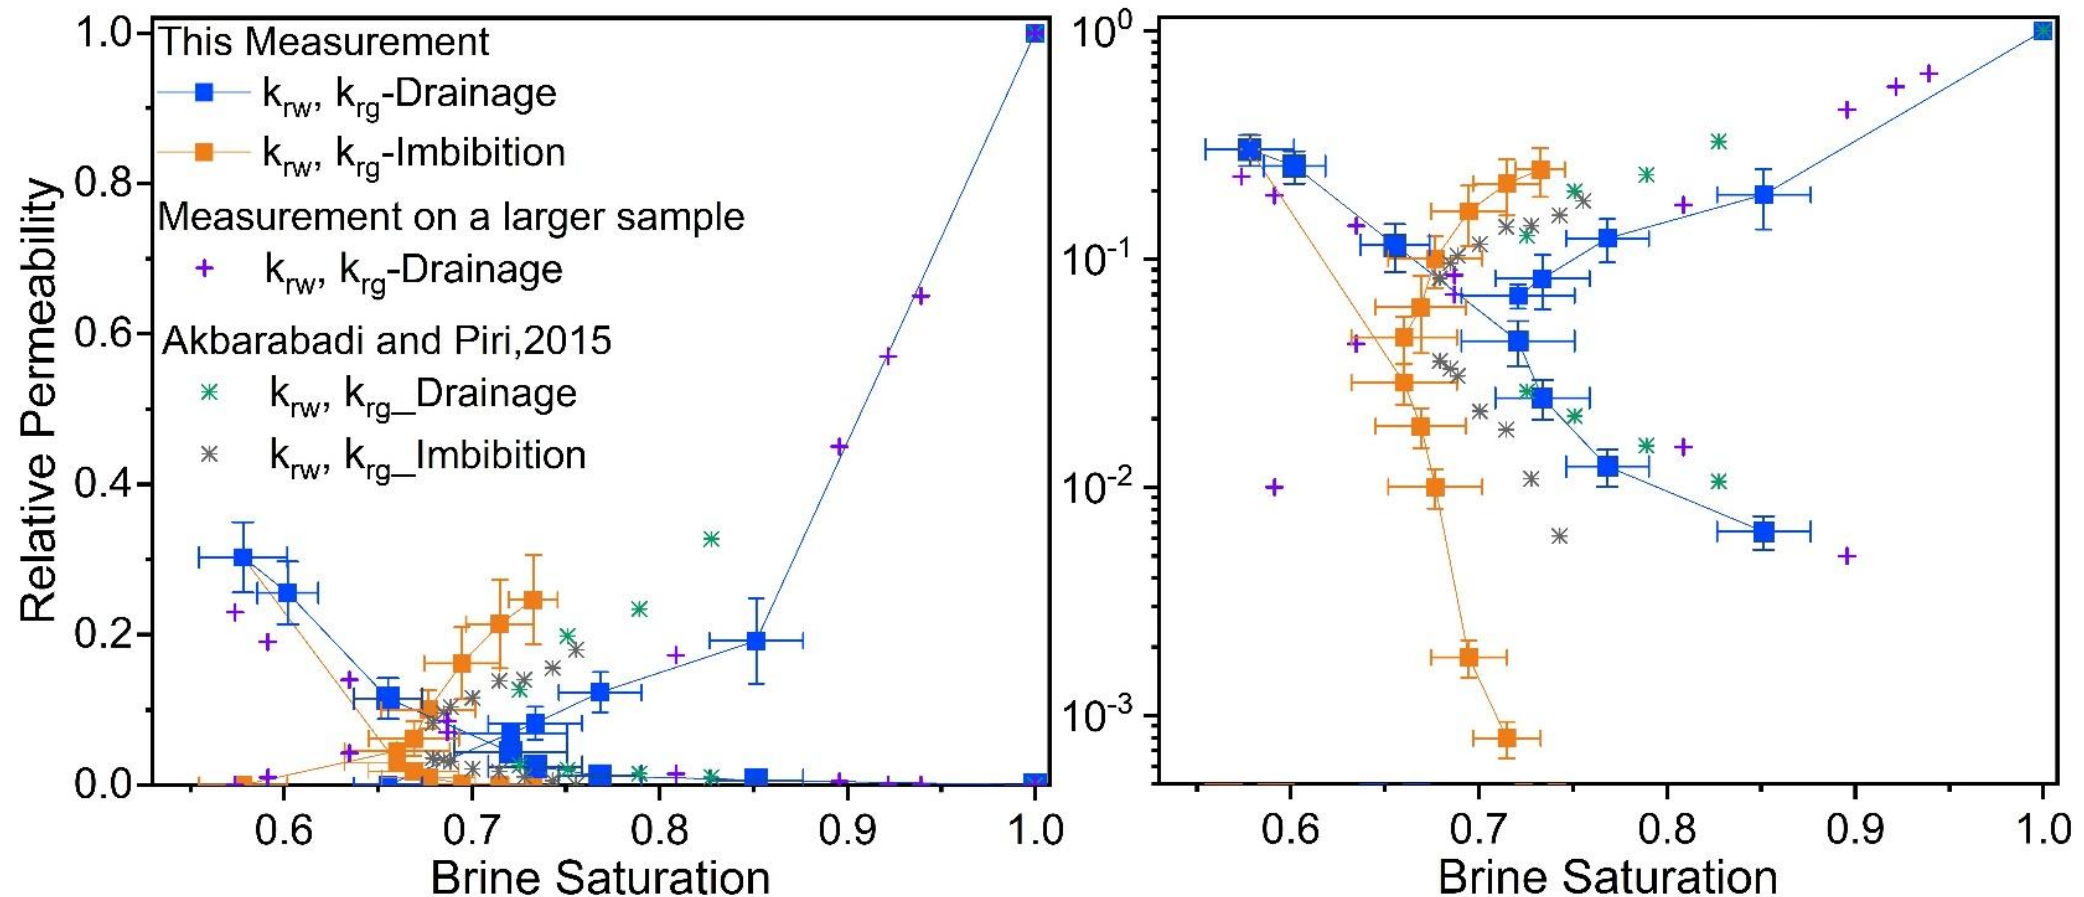 Relative Permeability
1.0
0.8
0.6
0.4
0.2
0.0
This Measurement
krw, krg-Drainage
krw, krg-Imbibition
Measurement on a larger sample
krw, krg-Drainage
Akbarabadi and Piri,2015
krw, krg_Drainage
krw, krg_Imbibition
0.6 0.7 0.8 0.9 1.0
Brine Saturation
10^0
10^-1
10^-2
10^-3
0.6 0.7 0.8 0.9 1.0
Brine Saturation